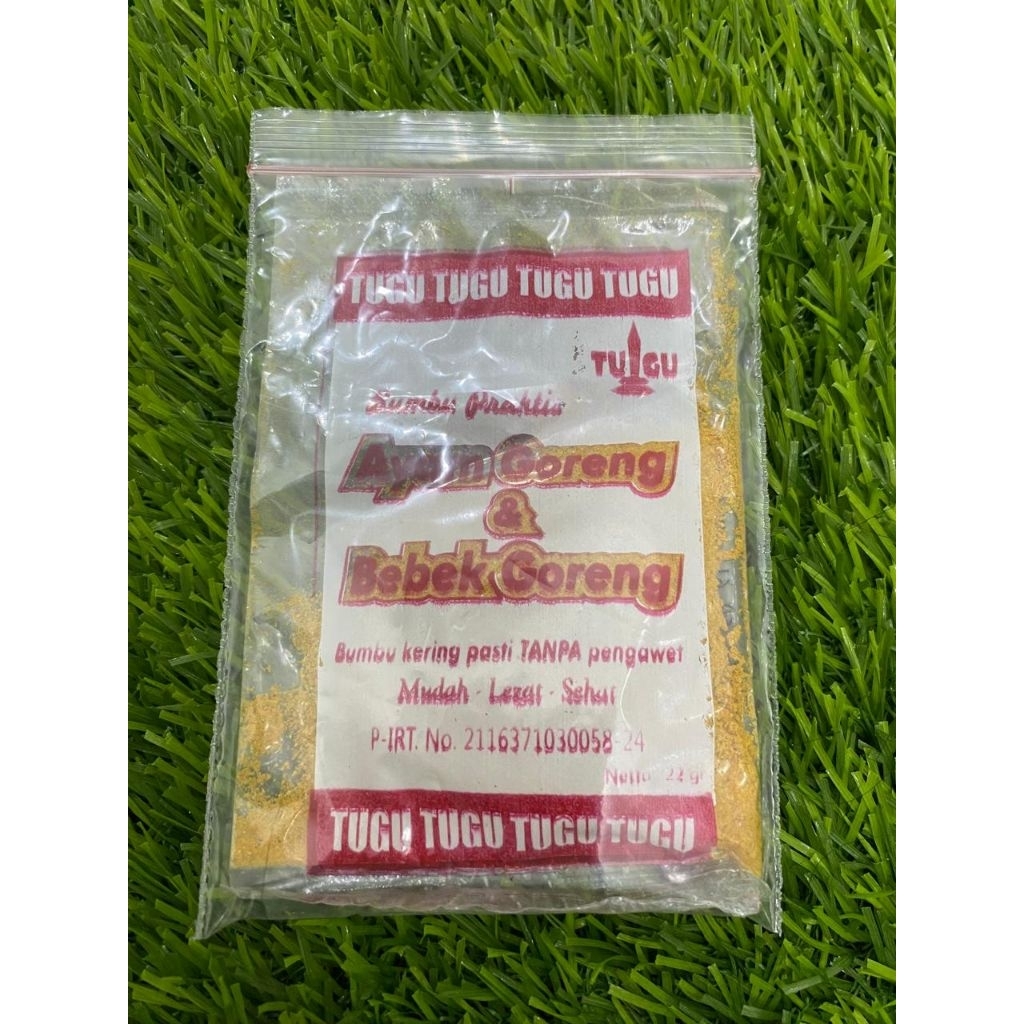 TUGU TUGU TUGU TUGU
TUGU
Bumbu Praktis
Ayam Goreng
&
Bebek Goreng
Bumbu kering pasti TANPA pengawet
Mudah - Lezat - Sehat
P-IRT. No. 2116371030058-24
Netto 22 gr
TUGU TUGU TUGU TUGU